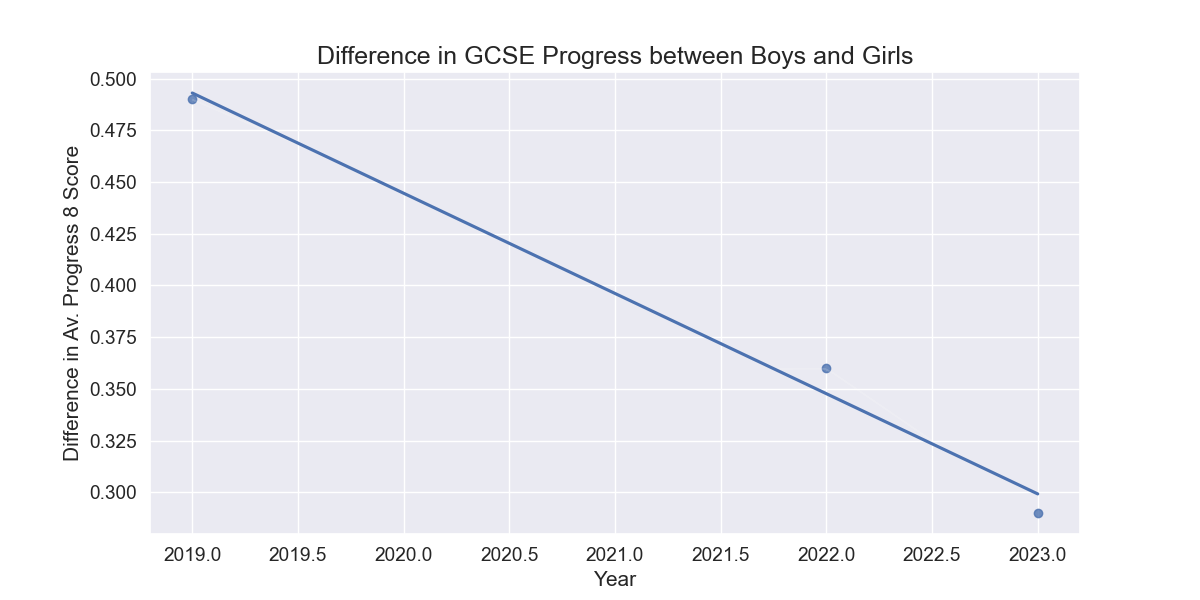 Difference in GCSE Progress between Boys and Girls
0.500
0.475
0.450
0.425
0.400
0.375
0.350
0.325
0.300
Difference in Av. Progress 8 Score
2019.0 2019.5 2020.0 2020.5 2021.0 2021.5 2022.0 2022.5 2023.0
Year